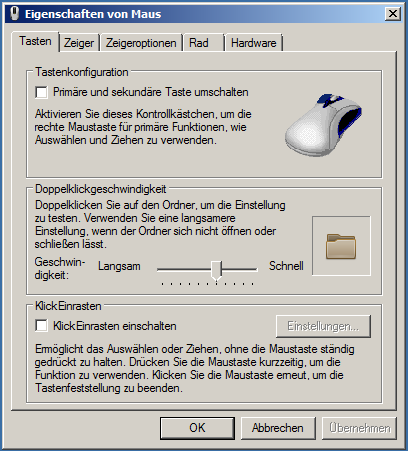 Eigenschaften von Maus
Tasten Zeiger Zeigeroptionen Rad Hardware
Tastenkonfiguration
Primäre und sekundäre Taste umschalten
Aktivieren Sie dieses Kontrollkästchen, um die
rechte Maustaste für primäre Funktionen, wie
Auswählen und Ziehen zu verwenden.
Doppelklickgeschwindigkeit
Doppelklicken Sie auf den Ordner, um die Einstellung
zu testen. Verwenden Sie eine langsamere
Einstellung, wenn der Ordner sich nicht öffnen oder
schließen lässt.
Geschwin-
digkeit:
Langsam
Schnell
KlickEinrasten
KlickEinrasten einschalten
Einstellungen...
Ermöglicht das Auswählen oder Ziehen, ohne die Maustaste ständig
gedrückt zu halten. Drücken Sie die Maustaste kurzzeitig, um die
Funktion zu verwenden. Klicken Sie die Maustaste erneut, um die
Tastenfeststellung zu beenden.
OK
Abbrechen
Übernehmen